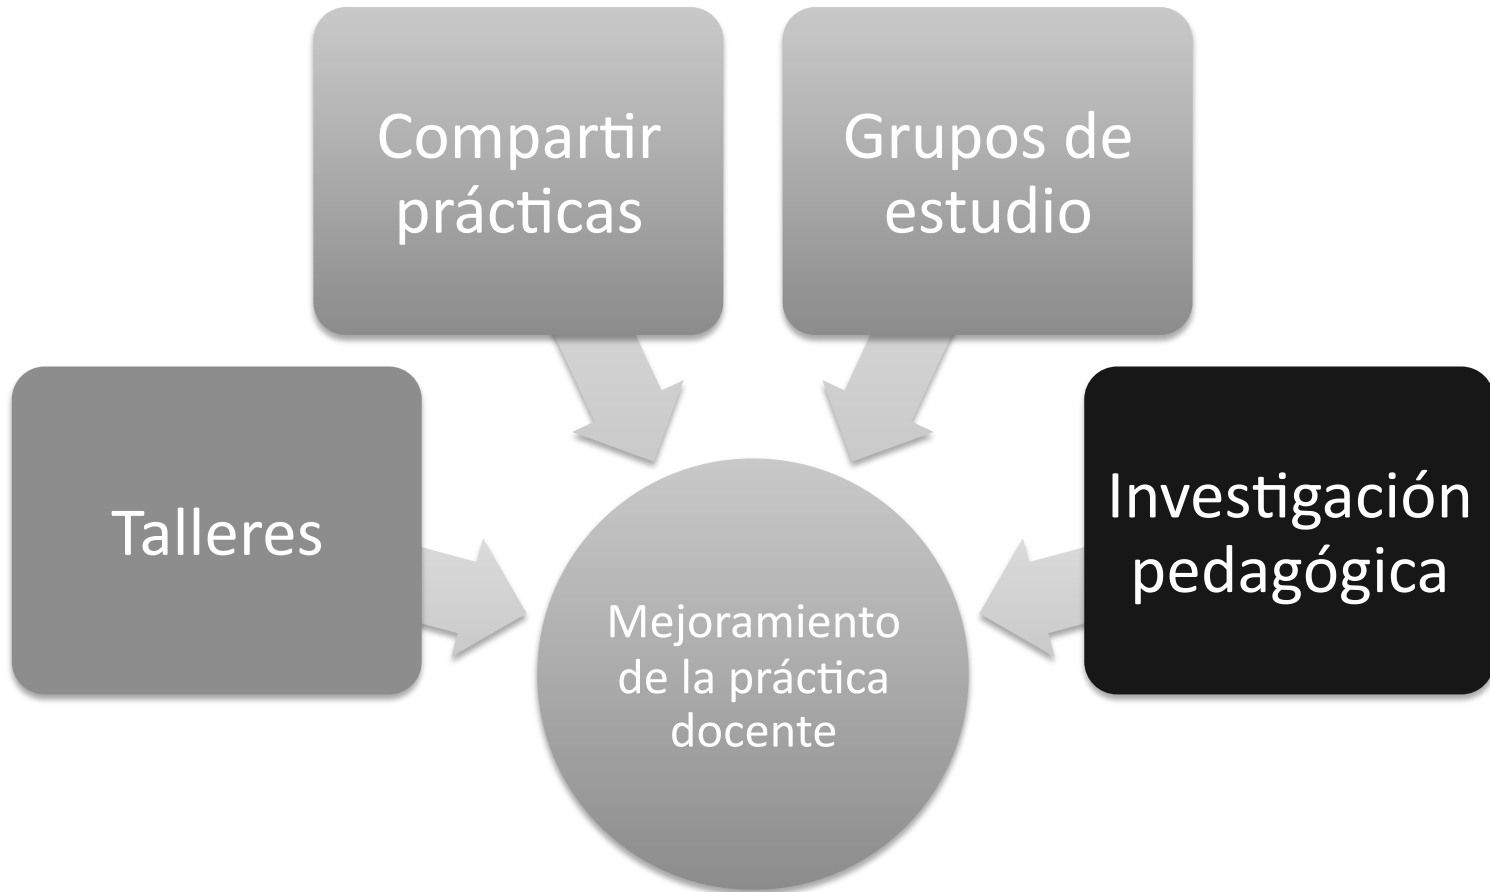 Compartir
prácticas
Grupos de
estudio
Talleres
Investigación
pedagógica
Mejoramiento
de la práctica
docente